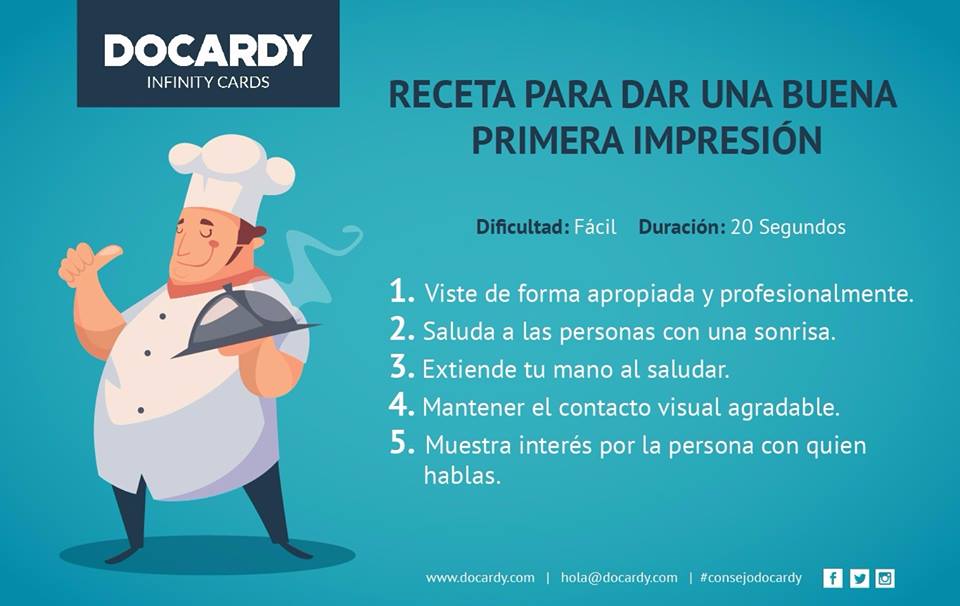 DOCARDY
INFINITY CARDS
RECETA PARA DAR UNA BUENA
PRIMERA IMPRESIÓN
Dificultad: Fácil Duración: 20 Segundos
1. Viste de forma apropiada y profesionalmente.
2. Saluda a las personas con una sonrisa.
3. Extiende tu mano al saludar.
4. Mantener el contacto visual agradable.
5. Muestra interés por la persona con quien
hablas.
www.docardy.com | hola@docardy.com | #consejodocardy